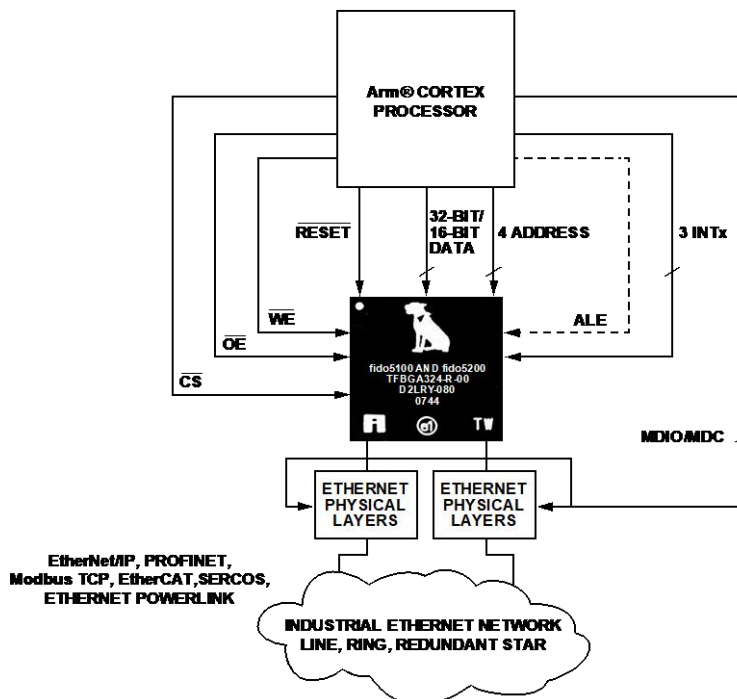 Arm® CORTEX
PROCESSOR
RESET
32-BIT/
16-BIT
DATA
4 ADDRESS
3 INTx
WE
OE
CS
ALE
fido5100 AND fido5200
TFBGA324-R-00
D2LRY-080
0744
TW
MDIO/MDC
ETHERNET
PHYSICAL
LAYERS
ETHERNET
PHYSICAL
LAYERS
EtherNet/IP, PROFINET,
Modbus TCP, EtherCAT,SERCOS,
ETHERNET POWERLINK
INDUSTRIAL ETHERNET NETWORK
LINE, RING, REDUNDANT STAR